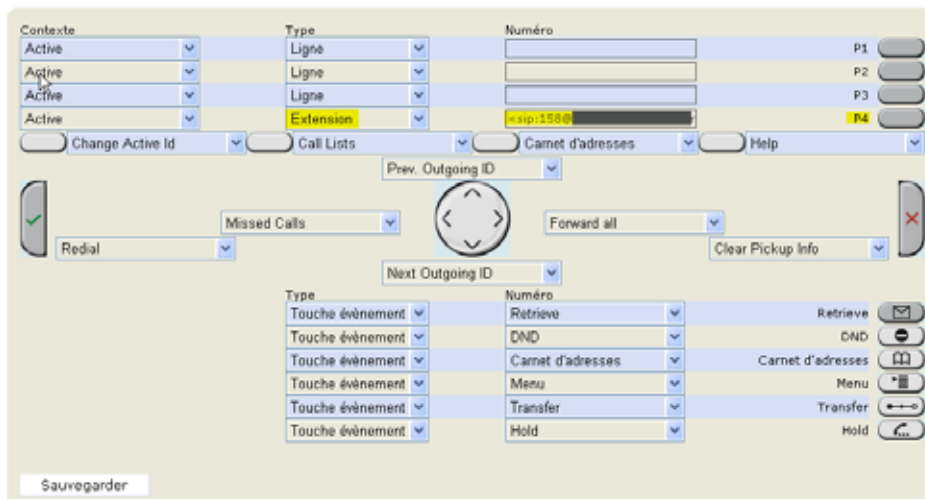 Contexte Type Numéro
Active Ligne P1
Active Ligne P2
Active Ligne P3
Active Extension <sip:158@ P4
Change Active Id Call Lists Carnet d'adresses Help
Prev. Outgoing ID
Missed Calls Forward all
Redial Clear Pickup Info
Next Outgoing ID
Type Numéro
Touche évènement Retrieve Retrieve
Touche évènement DND DND
Touche évènement Carnet d'adresses Carnet d'adresses
Touche évènement Menu Menu
Touche évènement Transfer Transfer
Touche évènement Hold Hold
Sauvegarder